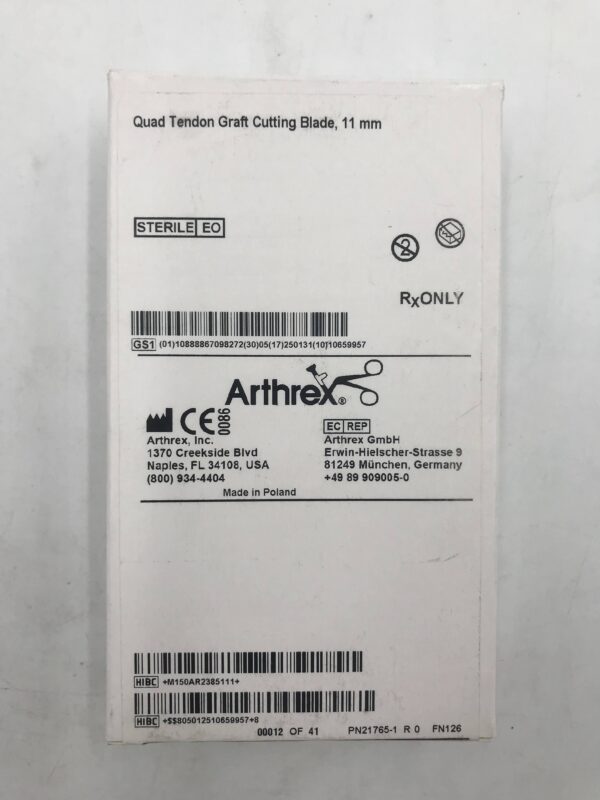 Quad Tendon Graft Cutting Blade, 11 mm
STERILE EO
2
RxONLY
GS1 (01)10888867098272(30)05(17)250131(10)10659957
Arthrex®
CE 0086
EC REP
Arthrex, Inc.
1370 Creekside Blvd
Naples, FL 34108, USA
(800) 934-4404
Arthrex GmbH
Erwin-Hielscher-Strasse 9
81249 München, Germany
+49 89 909005-0
Made in Poland
HIBC +M150AR2385111+
HIBC +$$805012510659957+8
00012 OF 41
PN21765-1 R 0 FN126